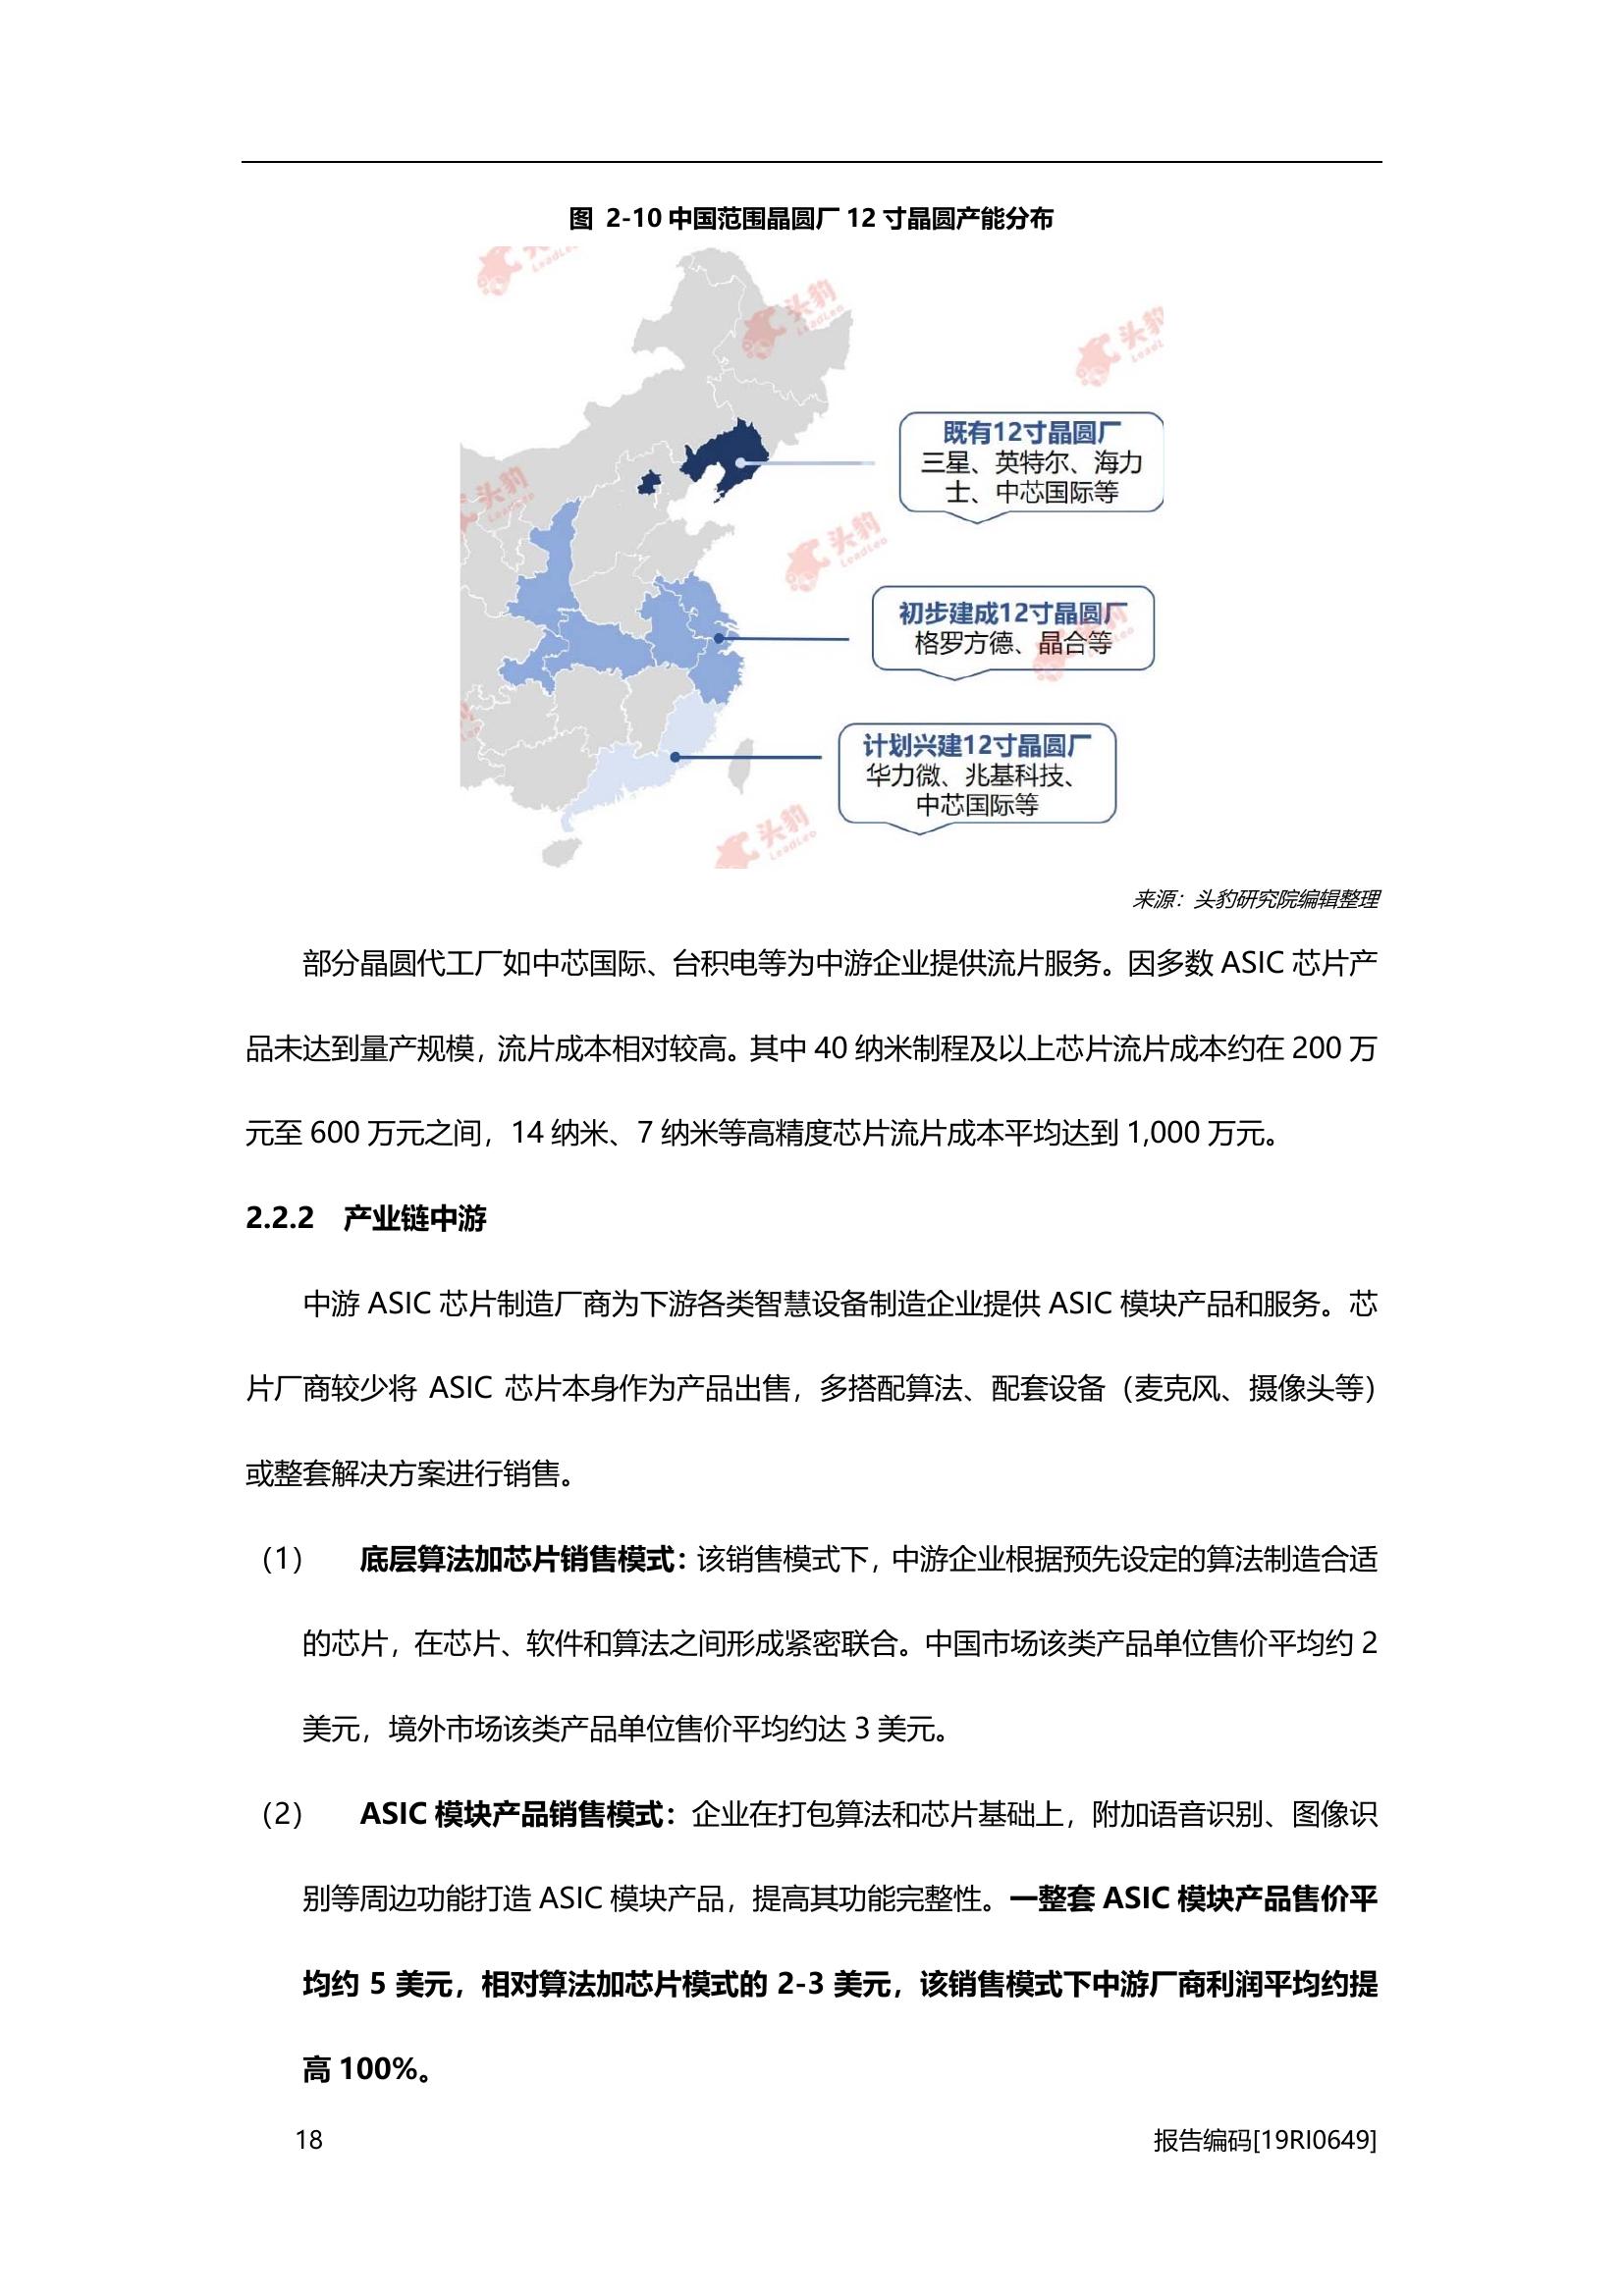 图 2-10 中国范围晶圆厂 12 寸晶圆产能分布
头豹
LeadLeo
头豹
LeadL
既有12寸晶圆厂
三星、英特尔、海力
士、中芯国际等
头豹
LeadLeo
头豹
LeadLeo
初步建成12寸晶圆厂
格罗方德、晶合等
计划兴建12寸晶圆厂
华力微、兆基科技、
中芯国际等
头豹
LeadLeo
来源：头豹研究院编辑整理
部分晶圆代工厂如中芯国际、台积电等为中游企业提供流片服务。因多数 ASIC 芯片产
品未达到量产规模，流片成本相对较高。其中 40 纳米制程及以上芯片流片成本约在 200 万
元至 600 万元之间，14 纳米、7 纳米等高精度芯片流片成本平均达到 1,000 万元。
2.2.2 产业链中游
中游 ASIC 芯片制造厂商为下游各类智慧设备制造企业提供 ASIC 模块产品和服务。芯
片厂商较少将 ASIC 芯片本身作为产品出售，多搭配算法、配套设备（麦克风、摄像头等）
或整套解决方案进行销售。
（1） 底层算法加芯片销售模式：该销售模式下，中游企业根据预先设定的算法制造合适
的芯片，在芯片、软件和算法之间形成紧密联合。中国市场该类产品单位售价平均约 2
美元，境外市场该类产品单位售价平均约达 3 美元。
（2） ASIC 模块产品销售模式：企业在打包算法和芯片基础上，附加语音识别、图像识
别等周边功能打造 ASIC 模块产品，提高其功能完整性。一整套 ASIC 模块产品售价平
均约 5 美元，相对算法加芯片模式的 2-3 美元，该销售模式下中游厂商利润平均约提
高 100%。
18 报告编码[19RI0649]